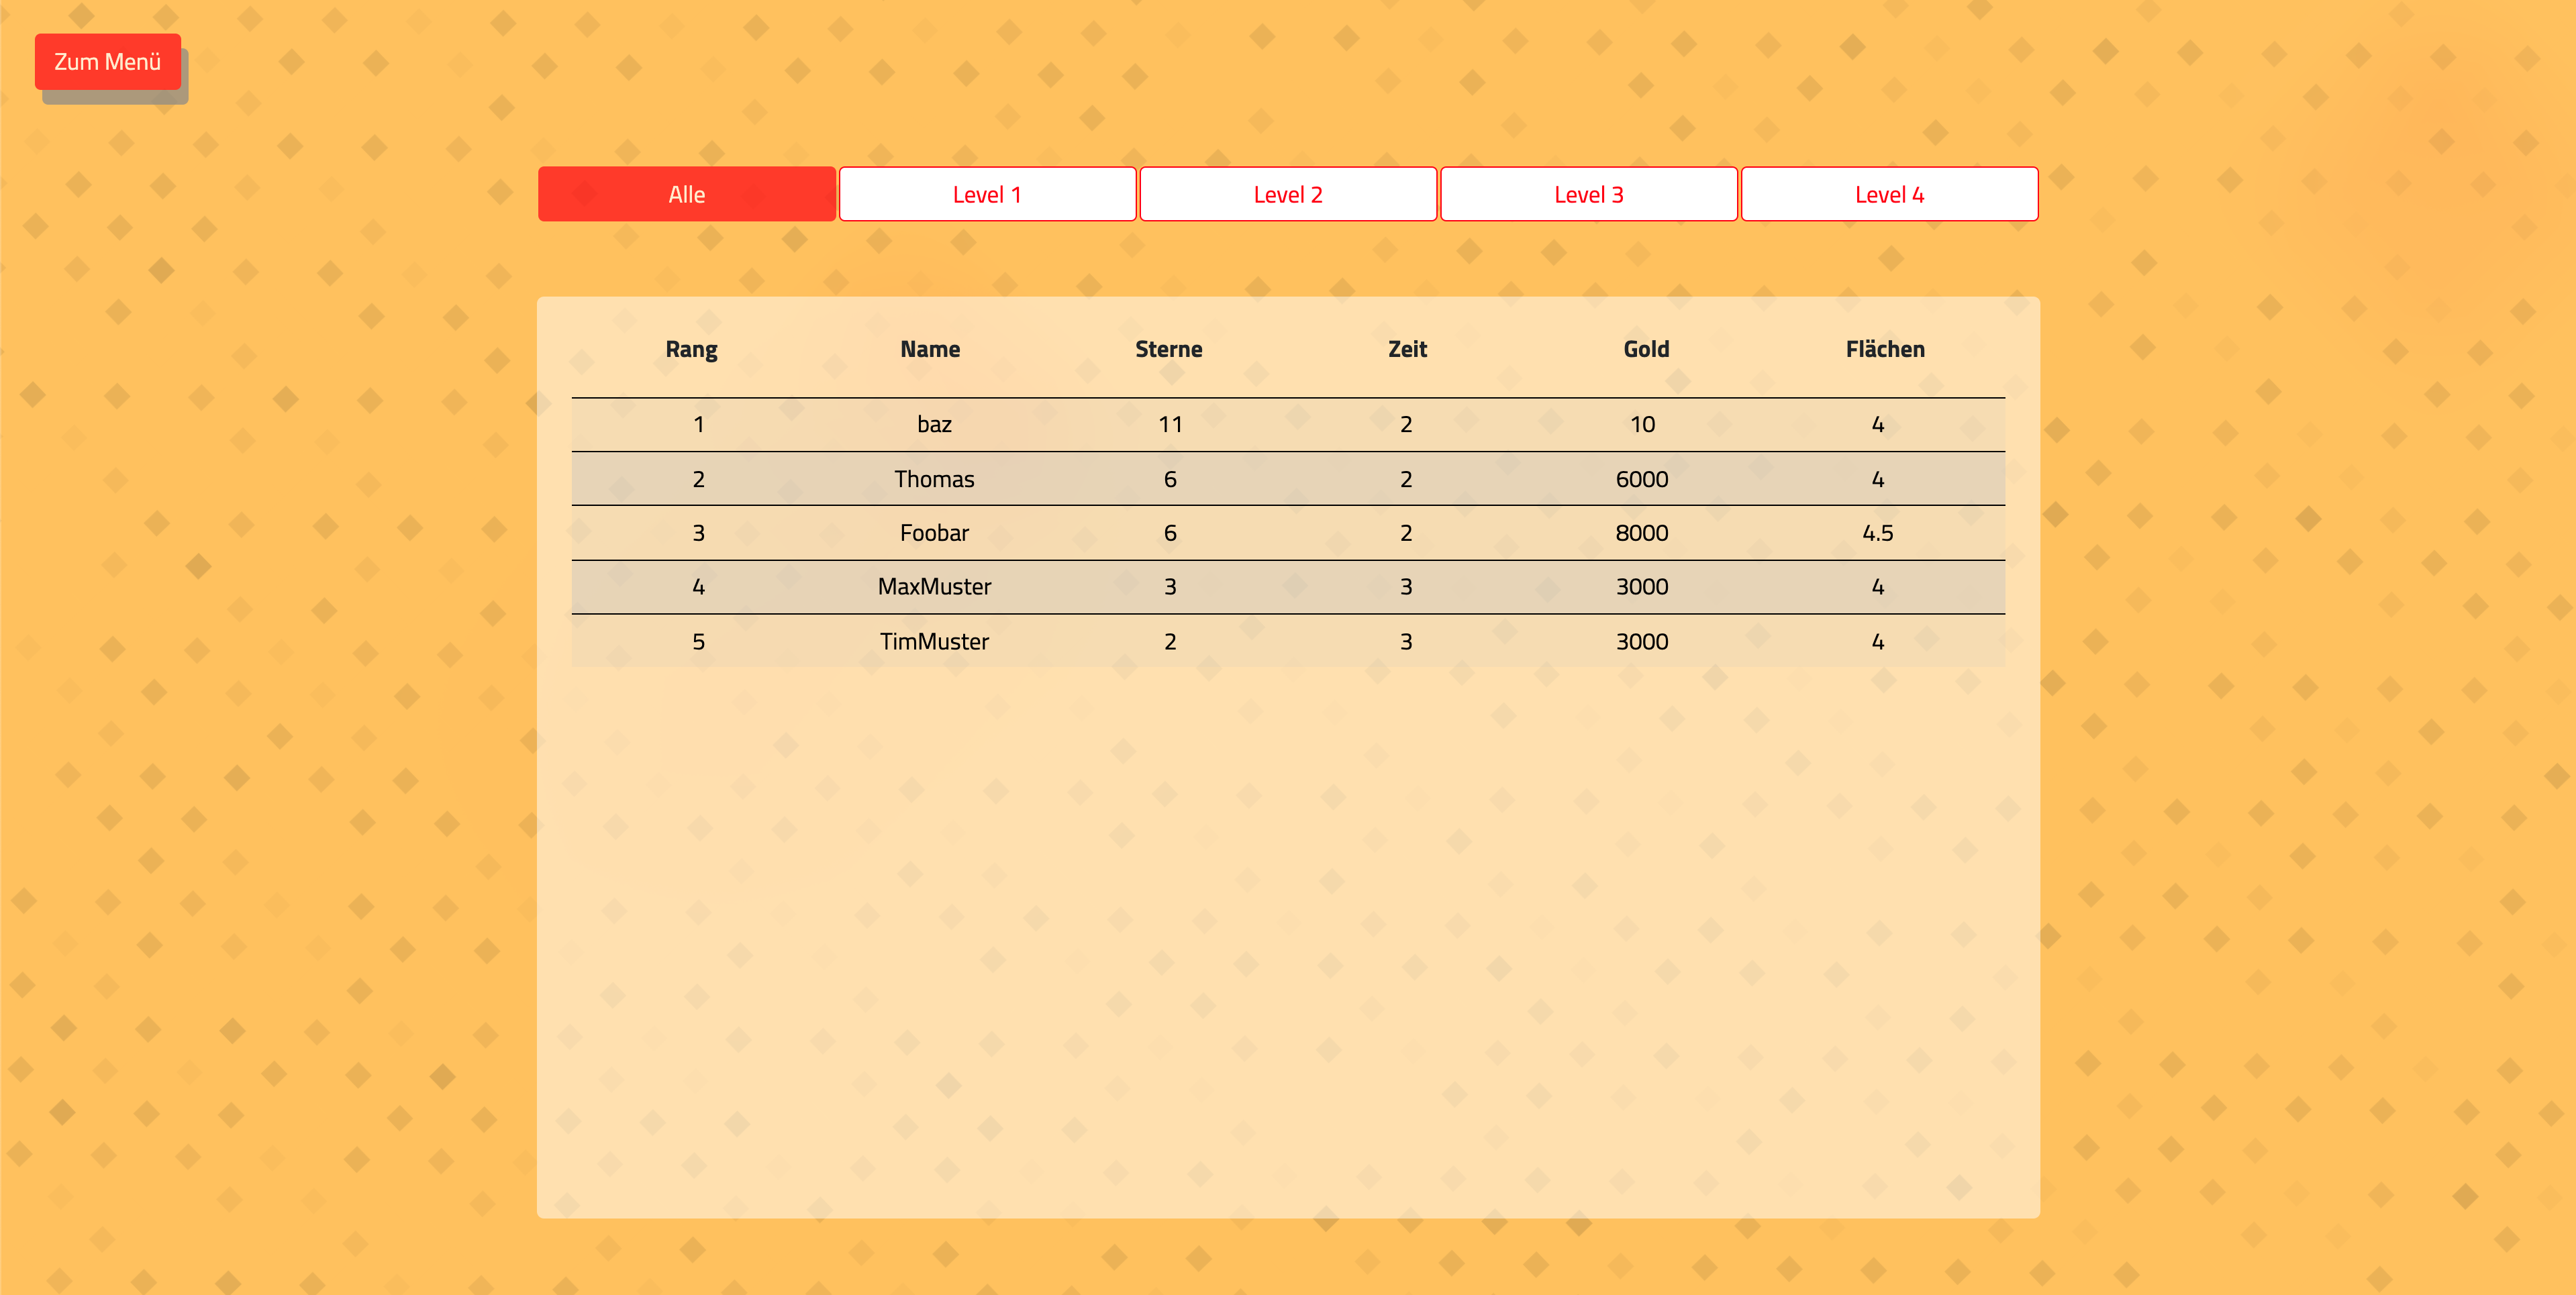 Zum Menü
Alle Level 1 Level 2 Level 3 Level 4
Rang Name Sterne Zeit Gold Flächen
1 baz 11 2 10 4
2 Thomas 6 2 6000 4
3 Foobar 6 2 8000 4.5
4 MaxMuster 3 3 3000 4
5 TimMuster 2 3 3000 4